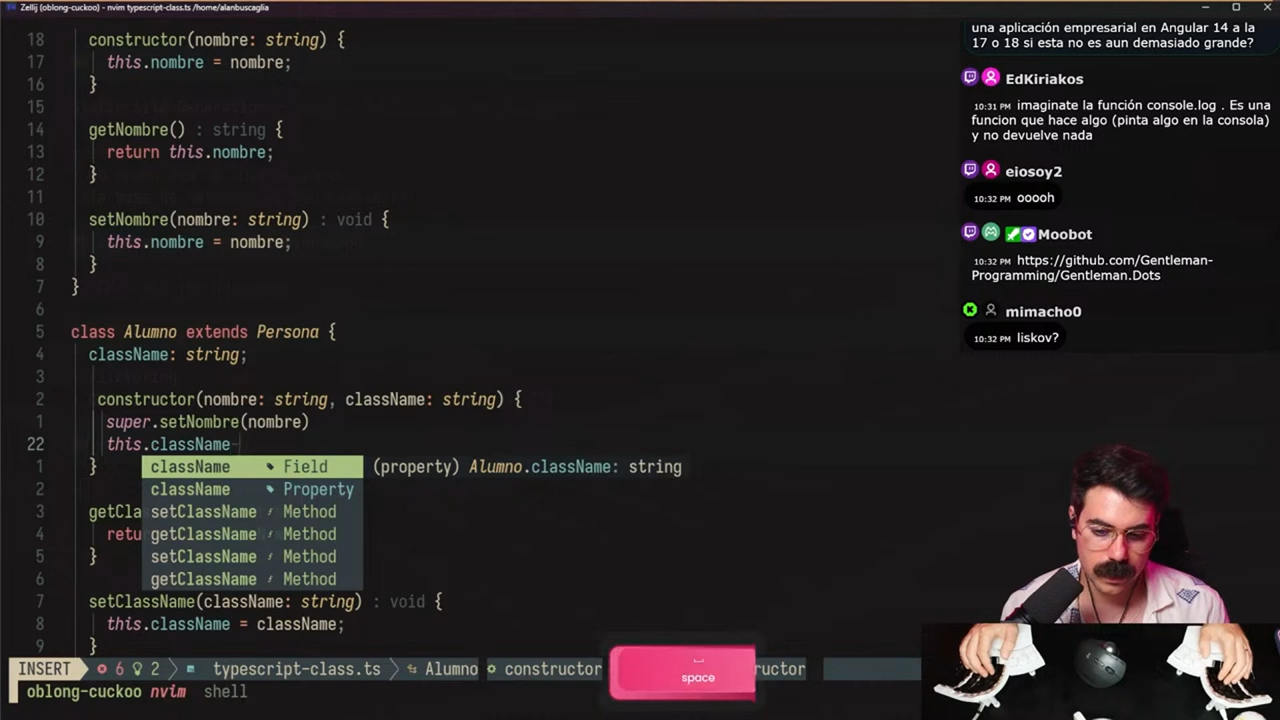 Zellij (oblong-cuckoo) - nvim typescript-class.ts /home/alanbuscaglia
18 constructor(nombre: string) {
17 this.nombre = nombre;
16 }
15
14 getNombre() : string {
13 return this.nombre;
12 }
11
10 setNombre(nombre: string) : void {
9 this.nombre = nombre;
8 }
7 }
6
5 class Alumno extends Persona {
4 className: string;
3
2 constructor(nombre: string, className: string) {
1 super.setNombre(nombre)
22 this.className
1 }
className Field (property) Alumno.className: string
2
className Property
3 getCla
setClassName Method
4 retu
getClassName Method
5 }
setClassName Method
6
getClassName Method
7 setClassName(className: string) : void {
8 this.className = className;
9 }
INSERT 6 2 typescript-class.ts Alumno constructor
space
ructor
oblong-cuckoo nvim shell
una aplicación empresarial en Angular 14 a la
17 o 18 si esta no es aun demasiado grande?
EdKiriakos
10:31 PM imaginate la función console.log . Es una
funcion que hace algo (pinta algo en la consola)
y no devuelve nada
eiosoy2
10:32 PM ooooh
Moobot
10:32 PM https://github.com/Gentleman-
Programming/Gentleman.Dots
mimacho0
10:32 PM liskov?